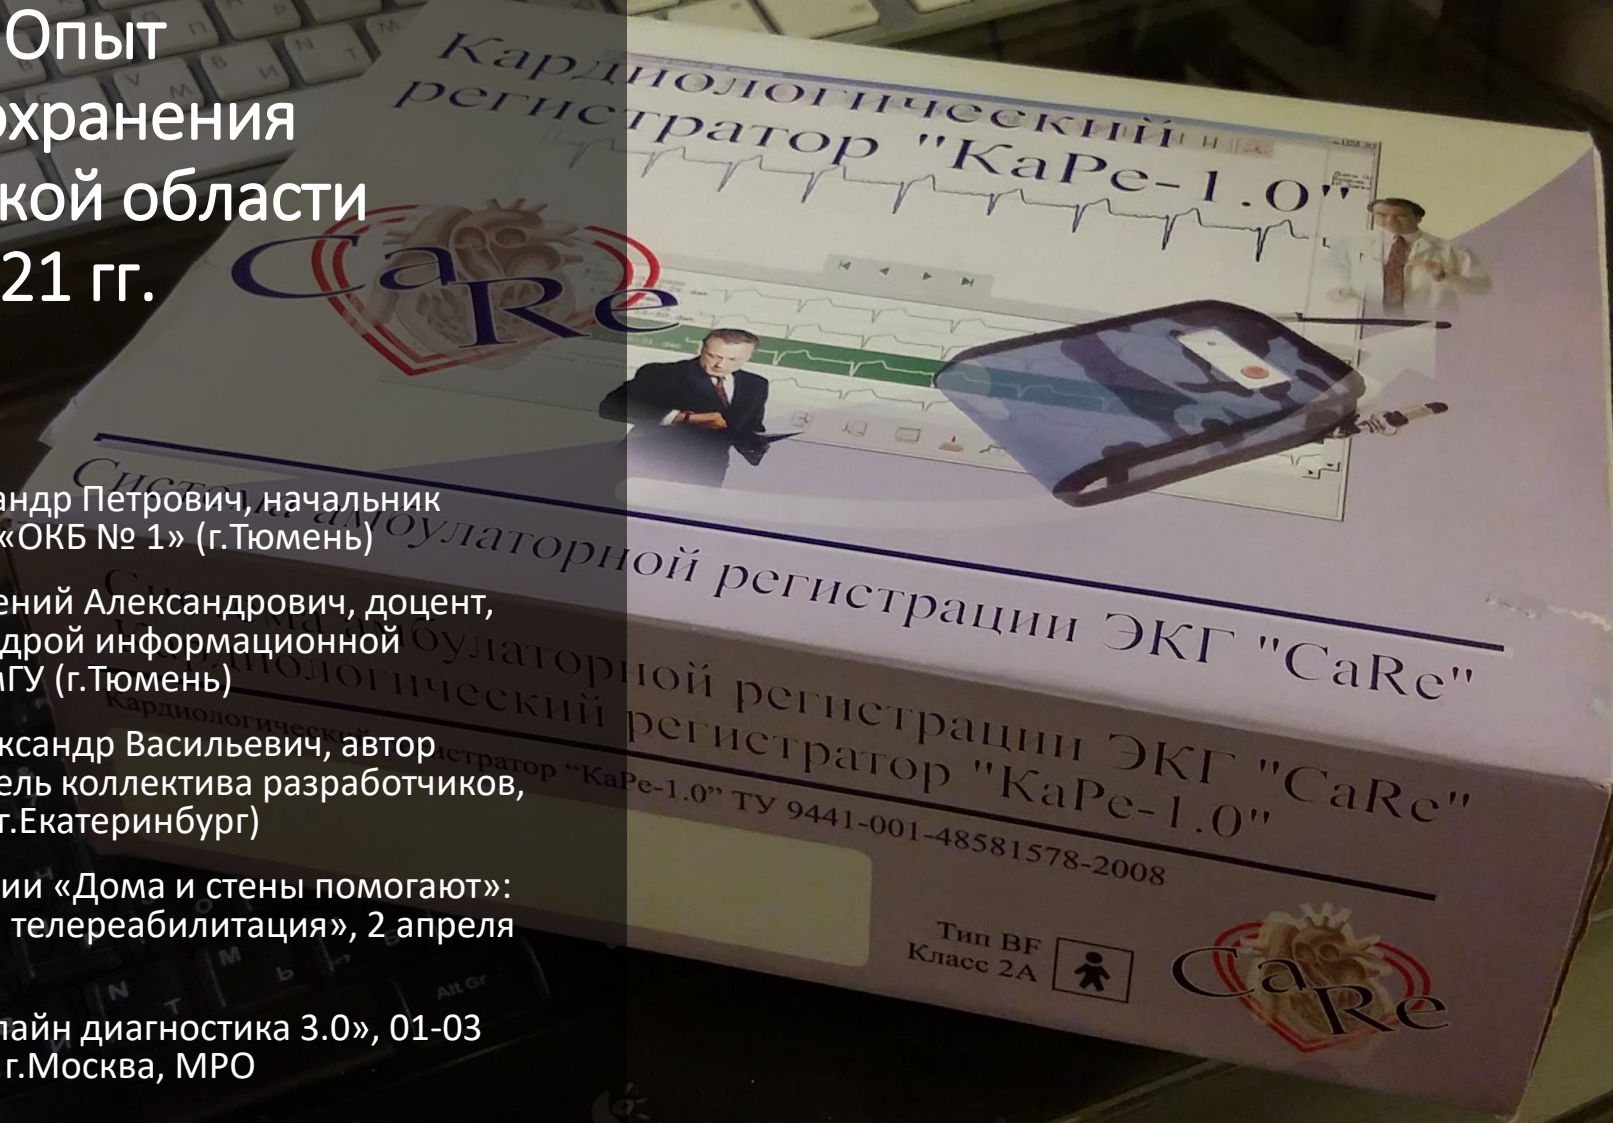 Опыт
охранения
кой области
21 гг.
андр Петрович, начальник
«ОКБ № 1» (г.Тюмень)
ений Александрович, доцент,
дрой информационной
ГУ (г.Тюмень)
ксандр Васильевич, автор
ель коллектива разработчиков,
г.Екатеринбург)
ии «Дома и стены помогают»:
телереабилитация», 2 апреля
лайн диагностика 3.0», 01-03
г.Москва, МРО
Кардиологический
регистратор "КаРе-1.0"
CaRe
Система амбулаторной регистрации ЭКГ "CaRe"
Система амбулаторной регистрации ЭКГ "CaRe"
Кардиологический регистратор "КаРе-1.0"
Кардиологический регистратор “КаРе-1.0” ТУ 9441-001-48581578-2008
Тип BF
Класс 2А
CaRe
Alt Gr